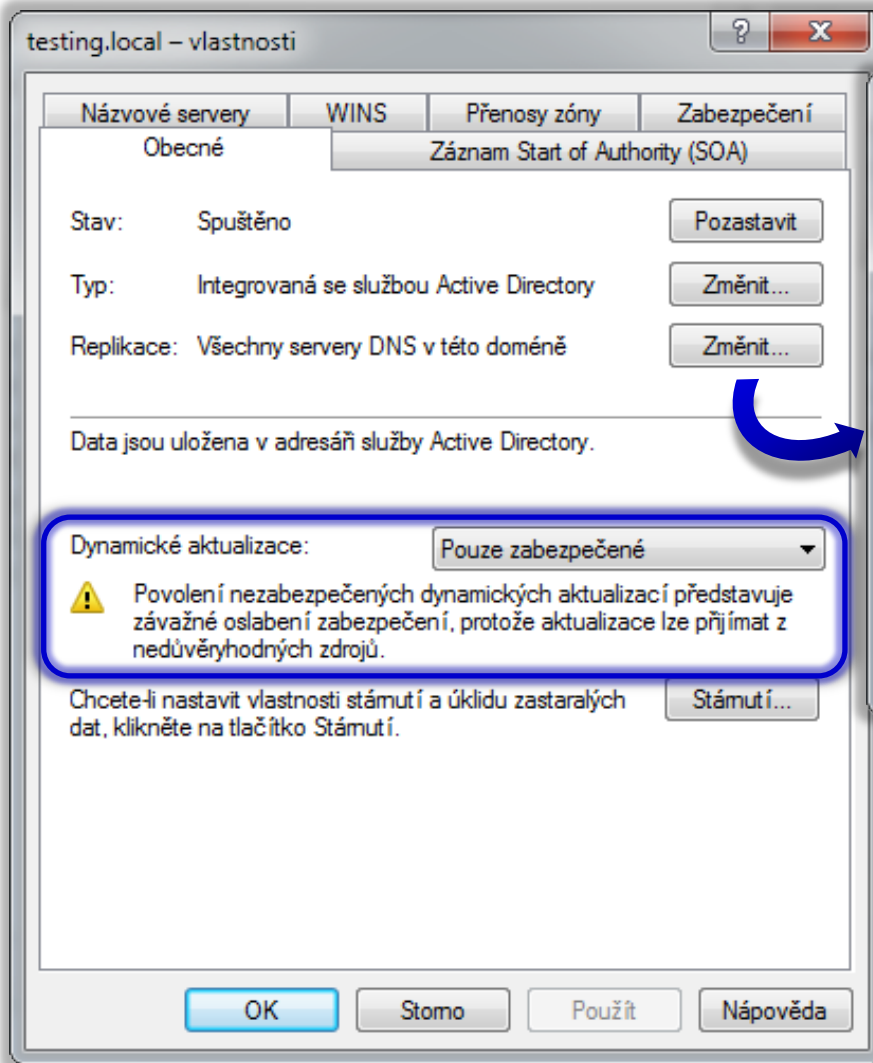 testing.local – vlastnosti
Názvové servery WINS Přenosy zóny Zabezpečení
Obecné Záznam Start of Authority (SOA)
Stav: Spuštěno Pozastavit
Typ: Integrovaná se službou Active Directory Změnit...
Replikace: Všechny servery DNS v této doméně Změnit...
Data jsou uložena v adresáři služby Active Directory.
Dynamické aktualizace: Pouze zabezpečené
Povolení nezabezpečených dynamických aktualizací představuje
závažné oslabení zabezpečení, protože aktualizace lze přijímat z
nedůvěryhodných zdrojů.
Chcete-li nastavit vlastnosti stárnutí a úklidu zastaralých Stárnutí...
dat, klikněte na tlačítko Stárnutí.
OK Storno Použít Nápověda